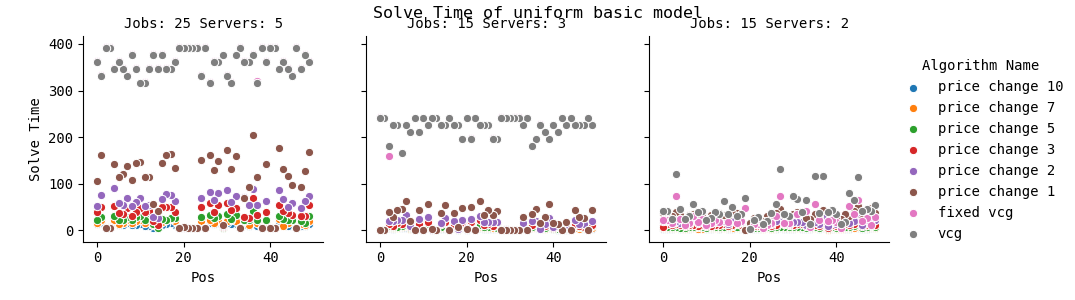 Solve Time of uniform basic model
Jobs: 25 Servers: 5
Jobs: 15 Servers: 3
Jobs: 15 Servers: 2
Solve Time
400
300
200
100
0
0 20 40
Pos
0 20 40
Pos
0 20 40
Pos
Algorithm Name
price change 10
price change 7
price change 5
price change 3
price change 2
price change 1
fixed vcg
vcg